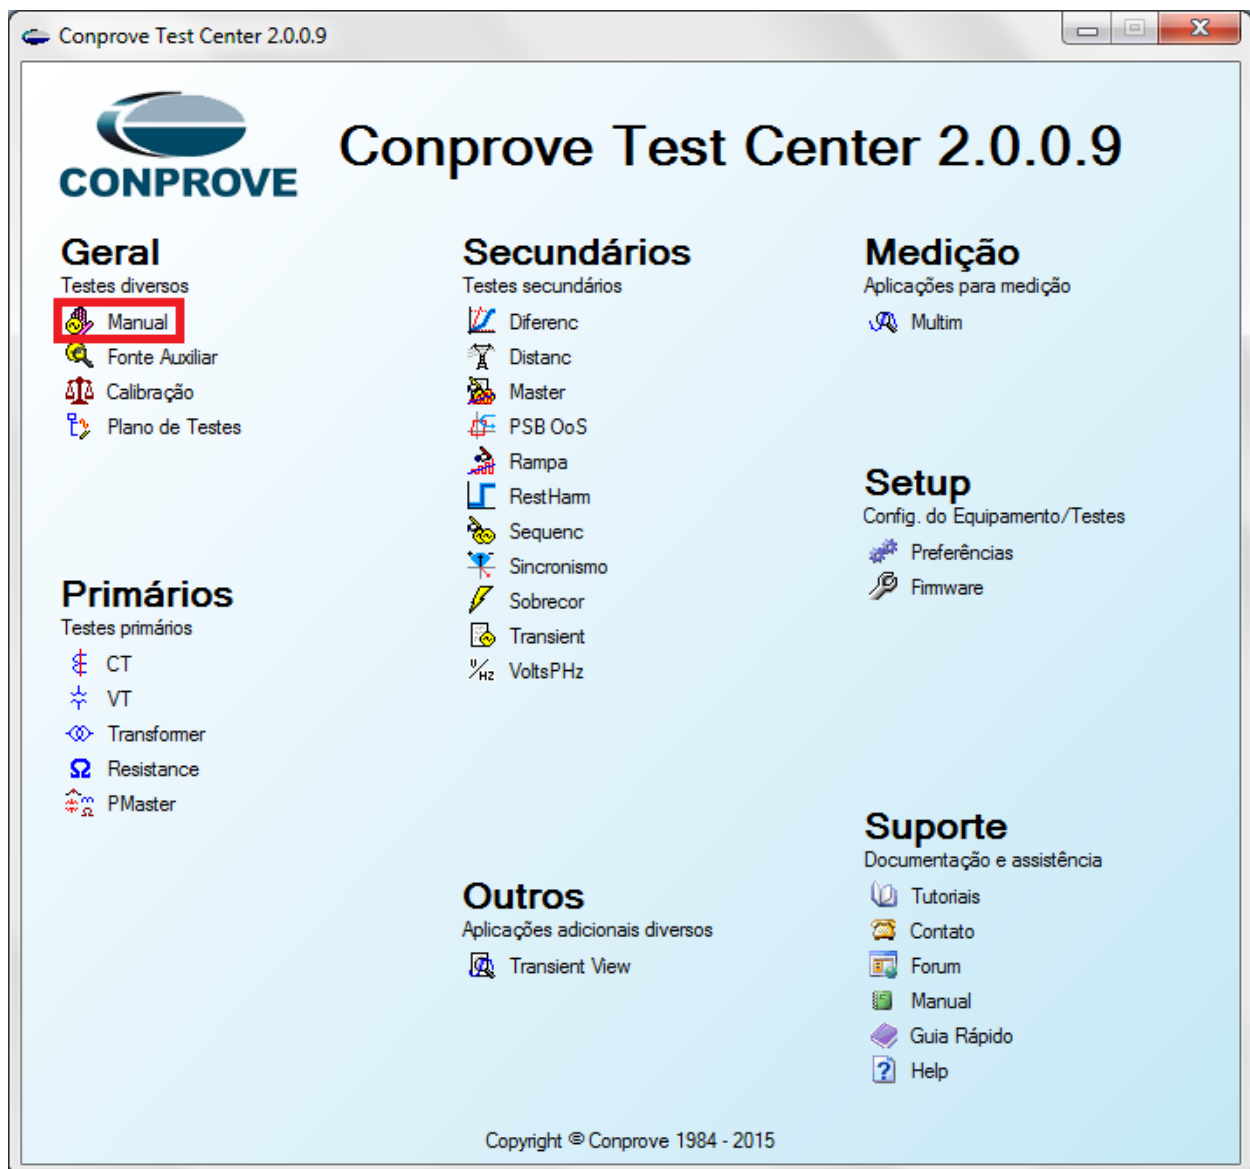 Conprove Test Center 2.0.0.9
CONPROVE
Conprove Test Center 2.0.0.9
Geral
Testes diversos
Manual
Fonte Auxiliar
Calibração
Plano de Testes
Primários
Testes primários
CT
VT
Transformer
Resistance
PMaster
Secundários
Testes secundários
Diferenc
Distanc
Master
PSB OoS
Rampa
RestHarm
Sequenc
Sincronismo
Sobrecor
Transient
V/HZ VoltsPHz
Outros
Aplicações adicionais diversos
Transient View
Medição
Aplicações para medição
Multim
Setup
Config. do Equipamento/Testes
Preferências
Firmware
Suporte
Documentação e assistência
Tutoriais
Contato
Forum
Manual
Guia Rápido
Help
Copyright © Conprove 1984 - 2015